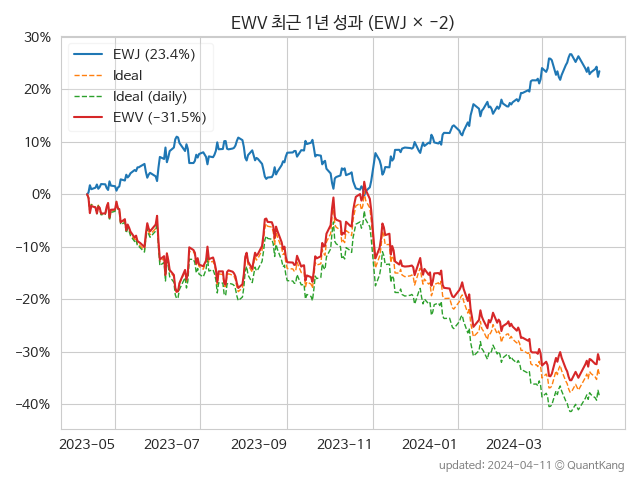 EWV 최근 1년 성과 (EWJ × −2)
30%
20%
10%
0%
−10%
−20%
−30%
−40%
EWJ (23.4%)
Ideal
Ideal (daily)
EWV (−31.5%)
2023-05
2023-07
2023-09
2023-11
2024-01
2024-03
updated: 2024-04-11 © QuantKang